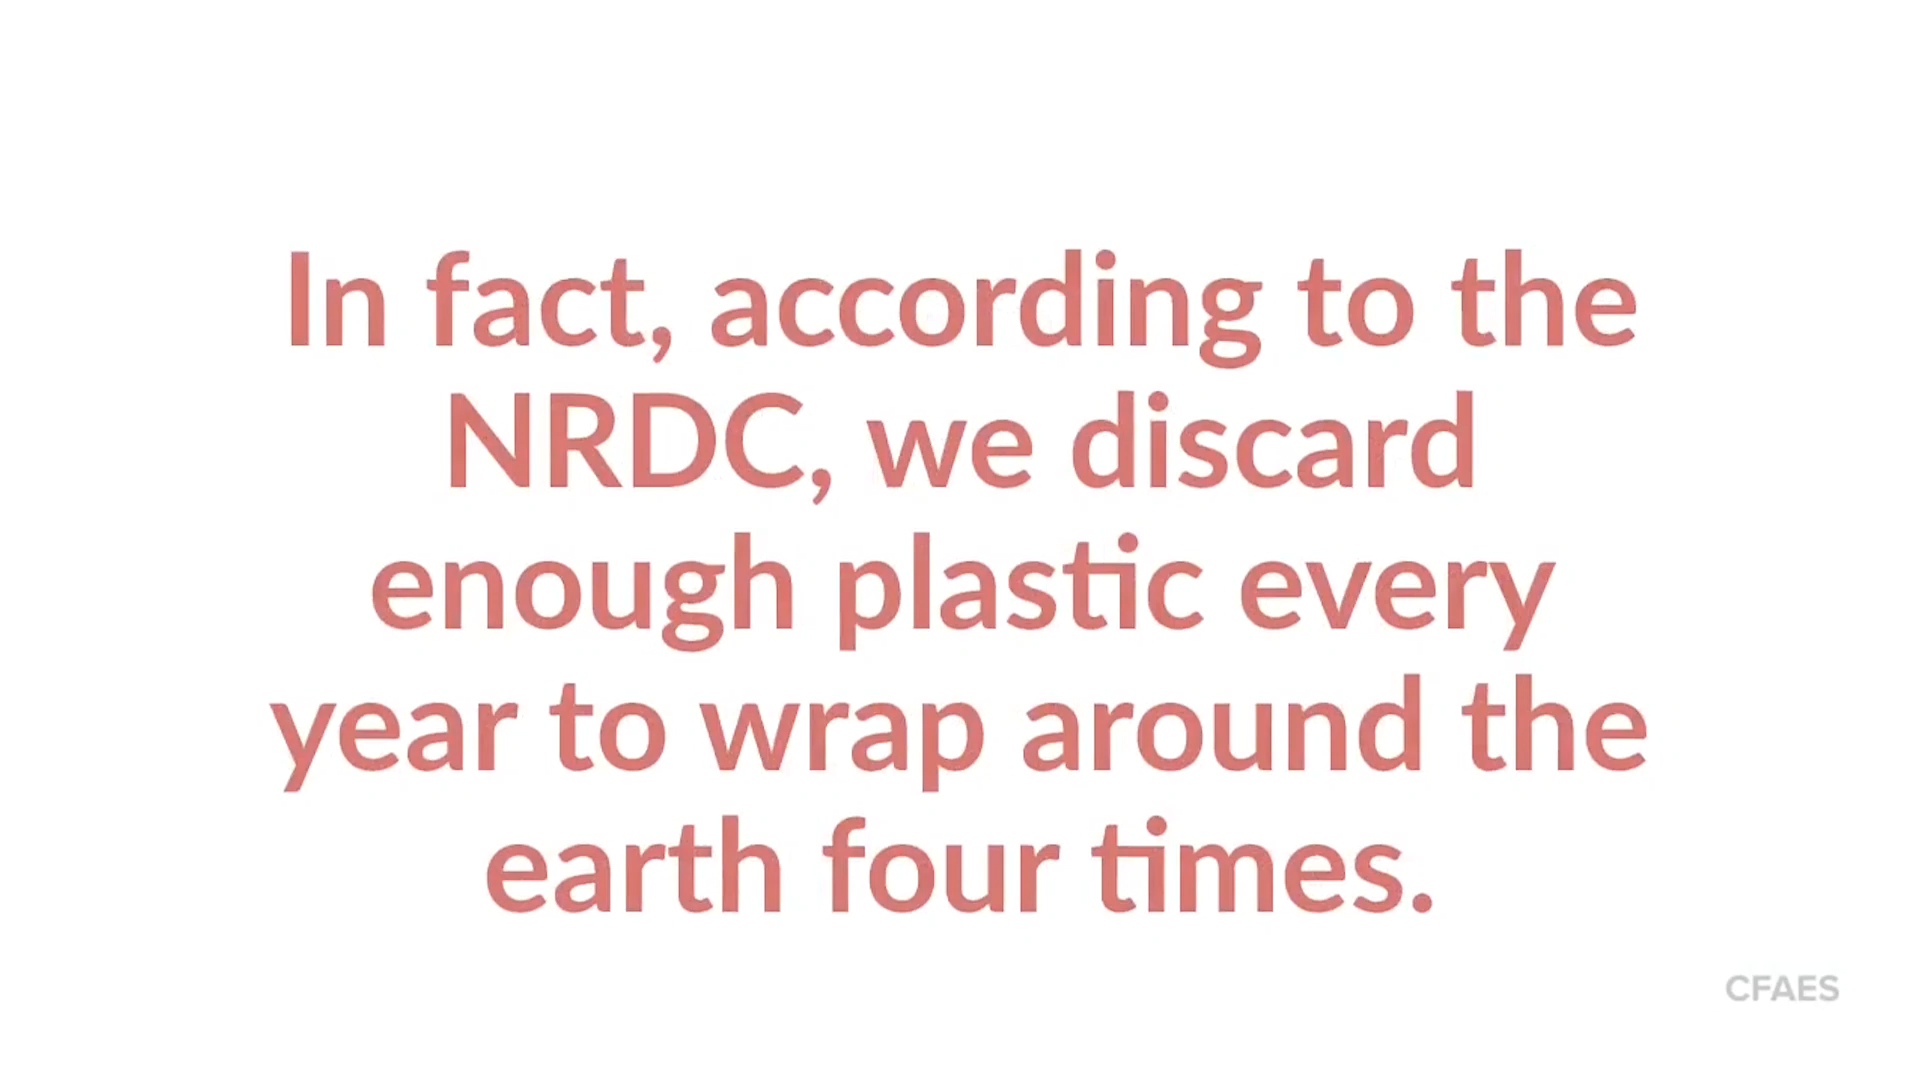 In fact, according to the
NRDC, we discard
enough plastic every
year to wrap around the
earth four times.
CFAES